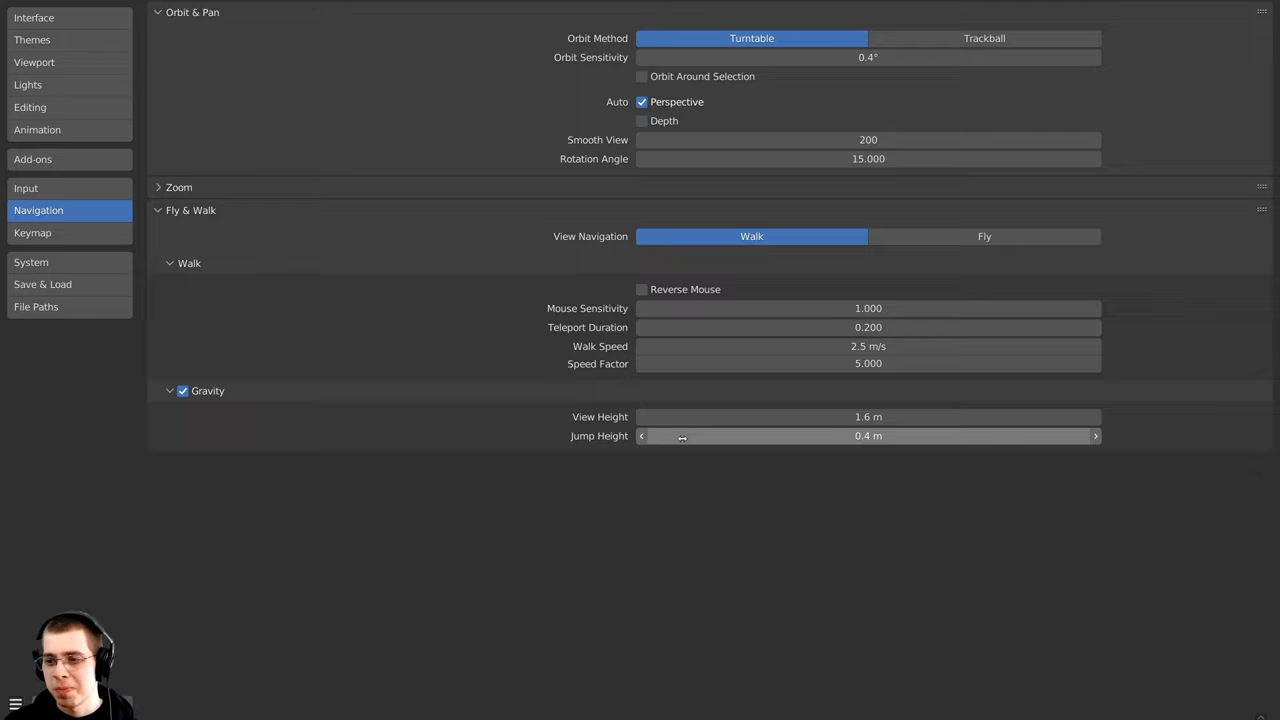 Interface
Themes
Viewport
Lights
Editing
Animation
Add-ons
Input
Navigation
Keymap
System
Save & Load
File Paths
Orbit & Pan
Orbit Method Turntable Trackball
Orbit Sensitivity 0.4°
Orbit Around Selection
Auto Perspective
Depth
Smooth View 200
Rotation Angle 15.000
Zoom
Fly & Walk
View Navigation Walk Fly
Walk
Reverse Mouse
Mouse Sensitivity 1.000
Teleport Duration 0.200
Walk Speed 2.5 m/s
Speed Factor 5.000
Gravity
View Height 1.6 m
Jump Height 0.4 m